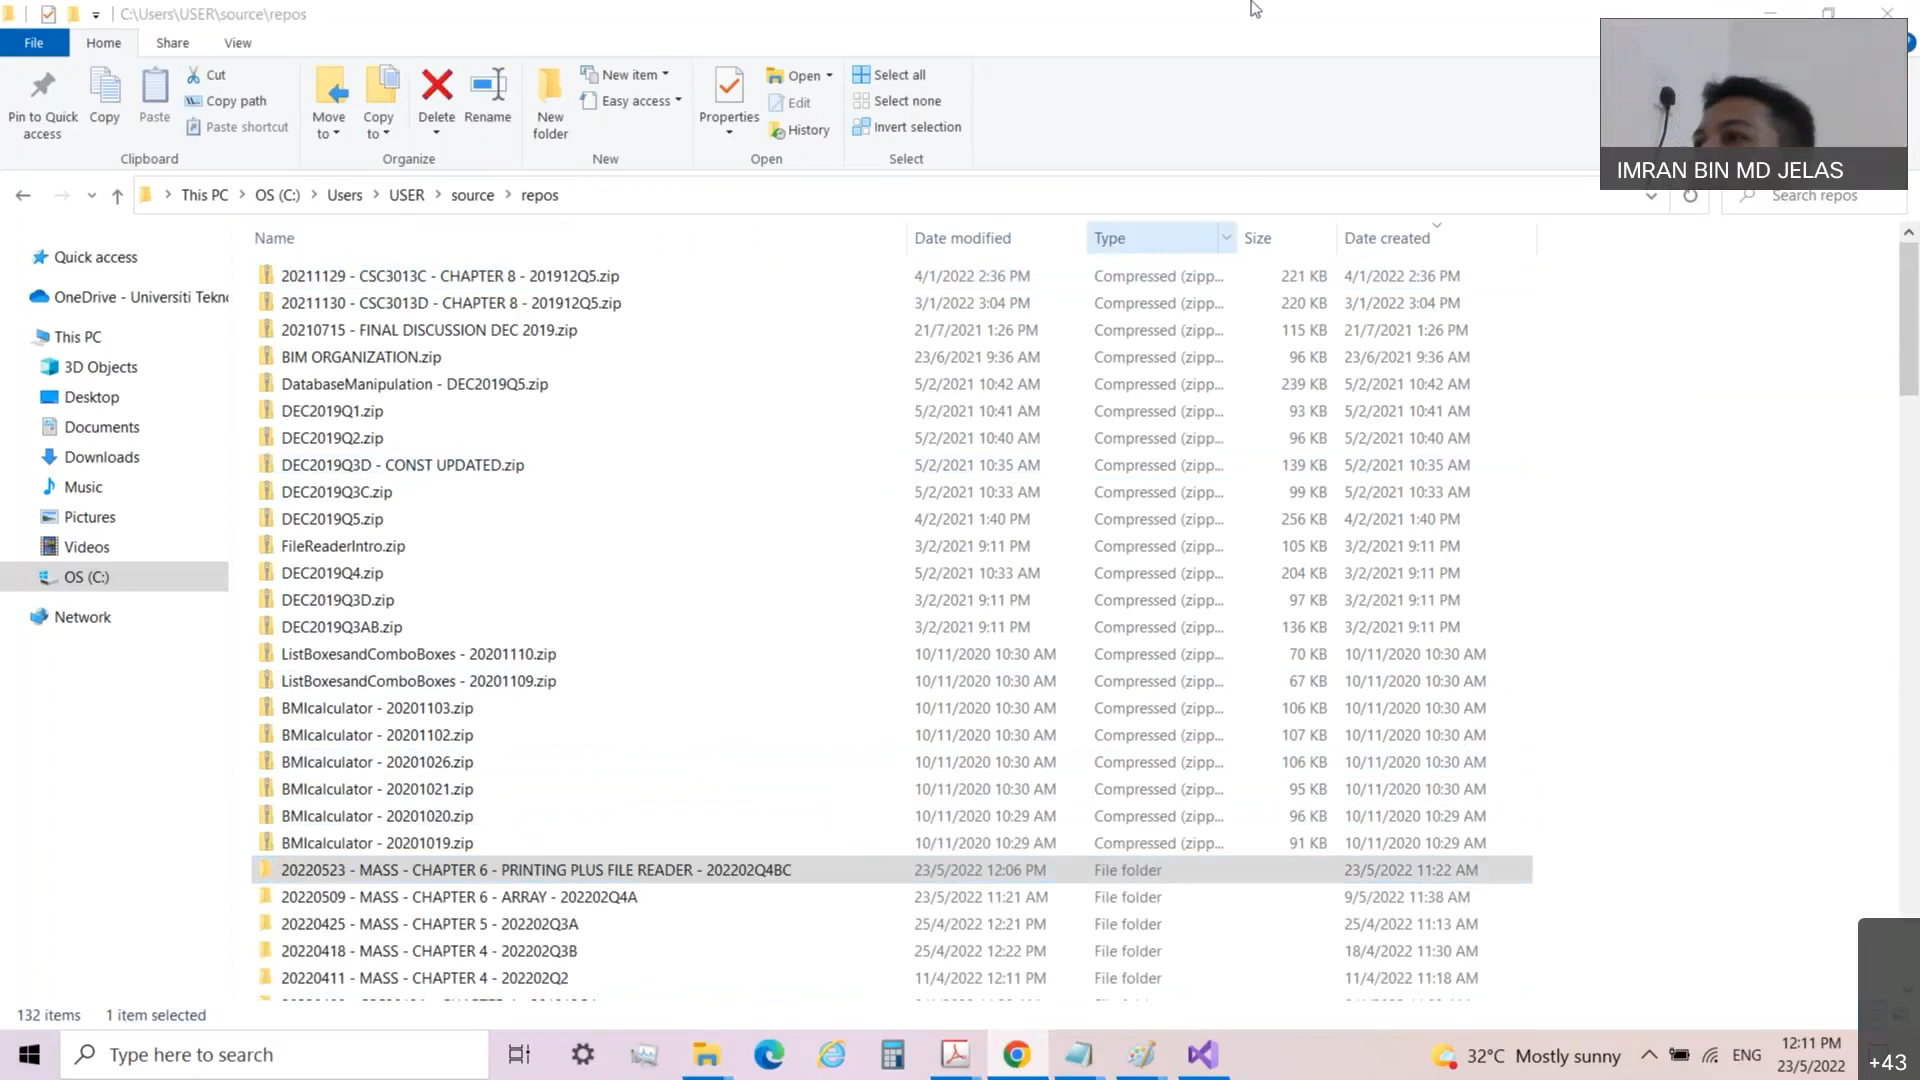 C:\Users\USER\source\repos
File Home Share View
Pin to Quick access
Copy
Paste
Cut
Copy path
Paste shortcut
Clipboard
Move to
Copy to
Delete
Rename
Organize
New folder
New item
Easy access
New
Properties
Open
Edit
History
Open
Select all
Select none
Invert selection
Select
IMRAN BIN MD JELAS
This PC > OS (C:) > Users > USER > source > repos
Search repos
Quick access
OneDrive - Universiti Tekn
This PC
3D Objects
Desktop
Documents
Downloads
Music
Pictures
Videos
OS (C:)
Network
Name Date modified Type Size Date created
20211129 - CSC3013C - CHAPTER 8 - 201912Q5.zip 4/1/2022 2:36 PM Compressed (zipp... 221 KB 4/1/2022 2:36 PM
20211130 - CSC3013D - CHAPTER 8 - 201912Q5.zip 3/1/2022 3:04 PM Compressed (zipp... 220 KB 3/1/2022 3:04 PM
20210715 - FINAL DISCUSSION DEC 2019.zip 21/7/2021 1:26 PM Compressed (zipp... 115 KB 21/7/2021 1:26 PM
BIM ORGANIZATION.zip 23/6/2021 9:36 AM Compressed (zipp... 96 KB 23/6/2021 9:36 AM
DatabaseManipulation - DEC2019Q5.zip 5/2/2021 10:42 AM Compressed (zipp... 239 KB 5/2/2021 10:42 AM
DEC2019Q1.zip 5/2/2021 10:41 AM Compressed (zipp... 93 KB 5/2/2021 10:41 AM
DEC2019Q2.zip 5/2/2021 10:40 AM Compressed (zipp... 96 KB 5/2/2021 10:40 AM
DEC2019Q3D - CONST UPDATED.zip 5/2/2021 10:35 AM Compressed (zipp... 139 KB 5/2/2021 10:35 AM
DEC2019Q3C.zip 5/2/2021 10:33 AM Compressed (zipp... 99 KB 5/2/2021 10:33 AM
DEC2019Q5.zip 4/2/2021 1:40 PM Compressed (zipp... 256 KB 4/2/2021 1:40 PM
FileReaderIntro.zip 3/2/2021 9:11 PM Compressed (zipp... 105 KB 3/2/2021 9:11 PM
DEC2019Q4.zip 5/2/2021 10:33 AM Compressed (zipp... 204 KB 3/2/2021 9:11 PM
DEC2019Q3D.zip 3/2/2021 9:11 PM Compressed (zipp... 97 KB 3/2/2021 9:11 PM
DEC2019Q3AB.zip 3/2/2021 9:11 PM Compressed (zipp... 136 KB 3/2/2021 9:11 PM
ListBoxesandComboBoxes - 20201110.zip 10/11/2020 10:30 AM Compressed (zipp... 70 KB 10/11/2020 10:30 AM
ListBoxesandComboBoxes - 20201109.zip 10/11/2020 10:30 AM Compressed (zipp... 67 KB 10/11/2020 10:30 AM
BMIcalculator - 20201103.zip 10/11/2020 10:30 AM Compressed (zipp... 106 KB 10/11/2020 10:30 AM
BMIcalculator - 20201102.zip 10/11/2020 10:30 AM Compressed (zipp... 107 KB 10/11/2020 10:30 AM
BMIcalculator - 20201026.zip 10/11/2020 10:30 AM Compressed (zipp... 106 KB 10/11/2020 10:30 AM
BMIcalculator - 20201021.zip 10/11/2020 10:30 AM Compressed (zipp... 95 KB 10/11/2020 10:30 AM
BMIcalculator - 20201020.zip 10/11/2020 10:29 AM Compressed (zipp... 96 KB 10/11/2020 10:29 AM
BMIcalculator - 20201019.zip 10/11/2020 10:29 AM Compressed (zipp... 91 KB 10/11/2020 10:29 AM
20220523 - MASS - CHAPTER 6 - PRINTING PLUS FILE READER - 202202Q4BC 23/5/2022 12:06 PM File folder 23/5/2022 11:22 AM
20220509 - MASS - CHAPTER 6 - ARRAY - 202202Q4A 23/5/2022 11:21 AM File folder 9/5/2022 11:38 AM
20220425 - MASS - CHAPTER 5 - 202202Q3A 25/4/2022 12:21 PM File folder 25/4/2022 11:13 AM
20220418 - MASS - CHAPTER 4 - 202202Q3B 25/4/2022 12:22 PM File folder 18/4/2022 11:30 AM
20220411 - MASS - CHAPTER 4 - 202202Q2 11/4/2022 12:11 PM File folder 11/4/2022 11:18 AM
132 items 1 item selected
Type here to search
32°C Mostly sunny
ENG
12:11 PM
23/5/2022
+43